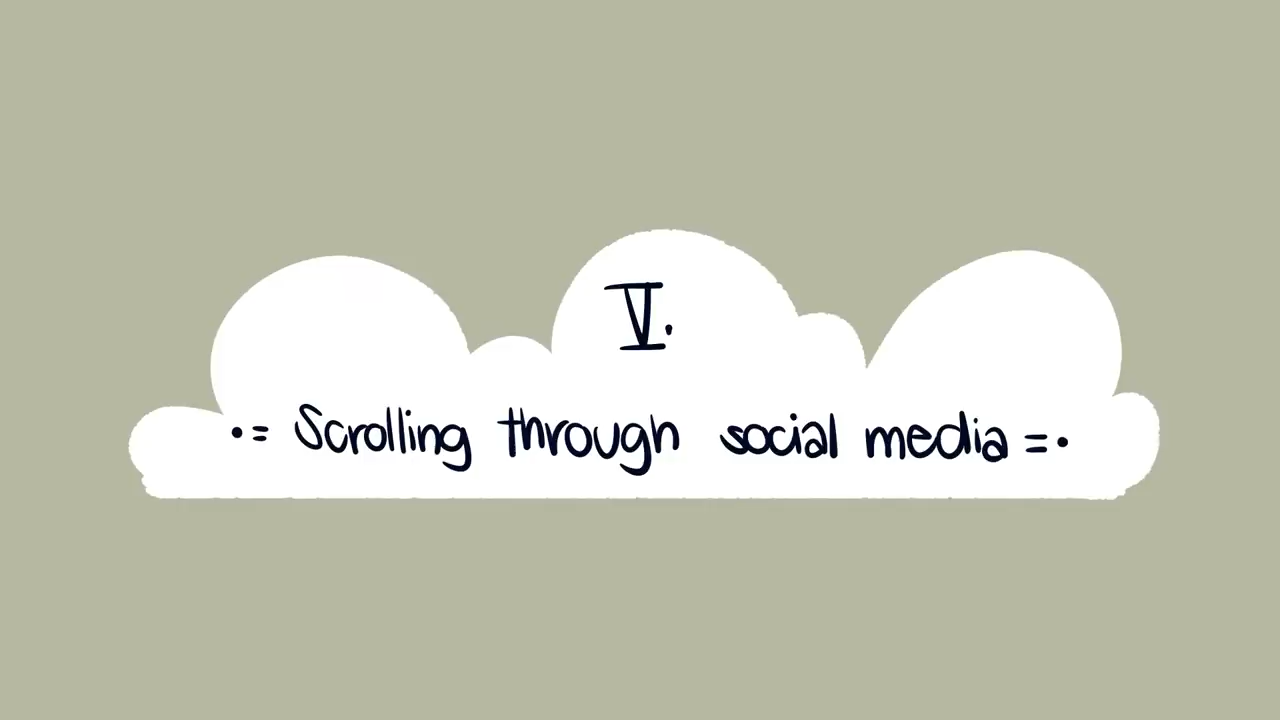 V.
•= Scrolling through social media =•